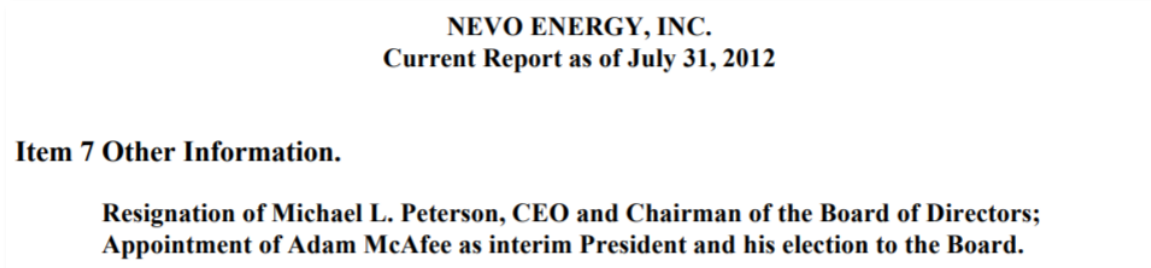 NEVO ENERGY, INC.
Current Report as of July 31, 2012
Item 7 Other Information.
Resignation of Michael L. Peterson, CEO and Chairman of the Board of Directors;
Appointment of Adam McAfee as interim President and his election to the Board.